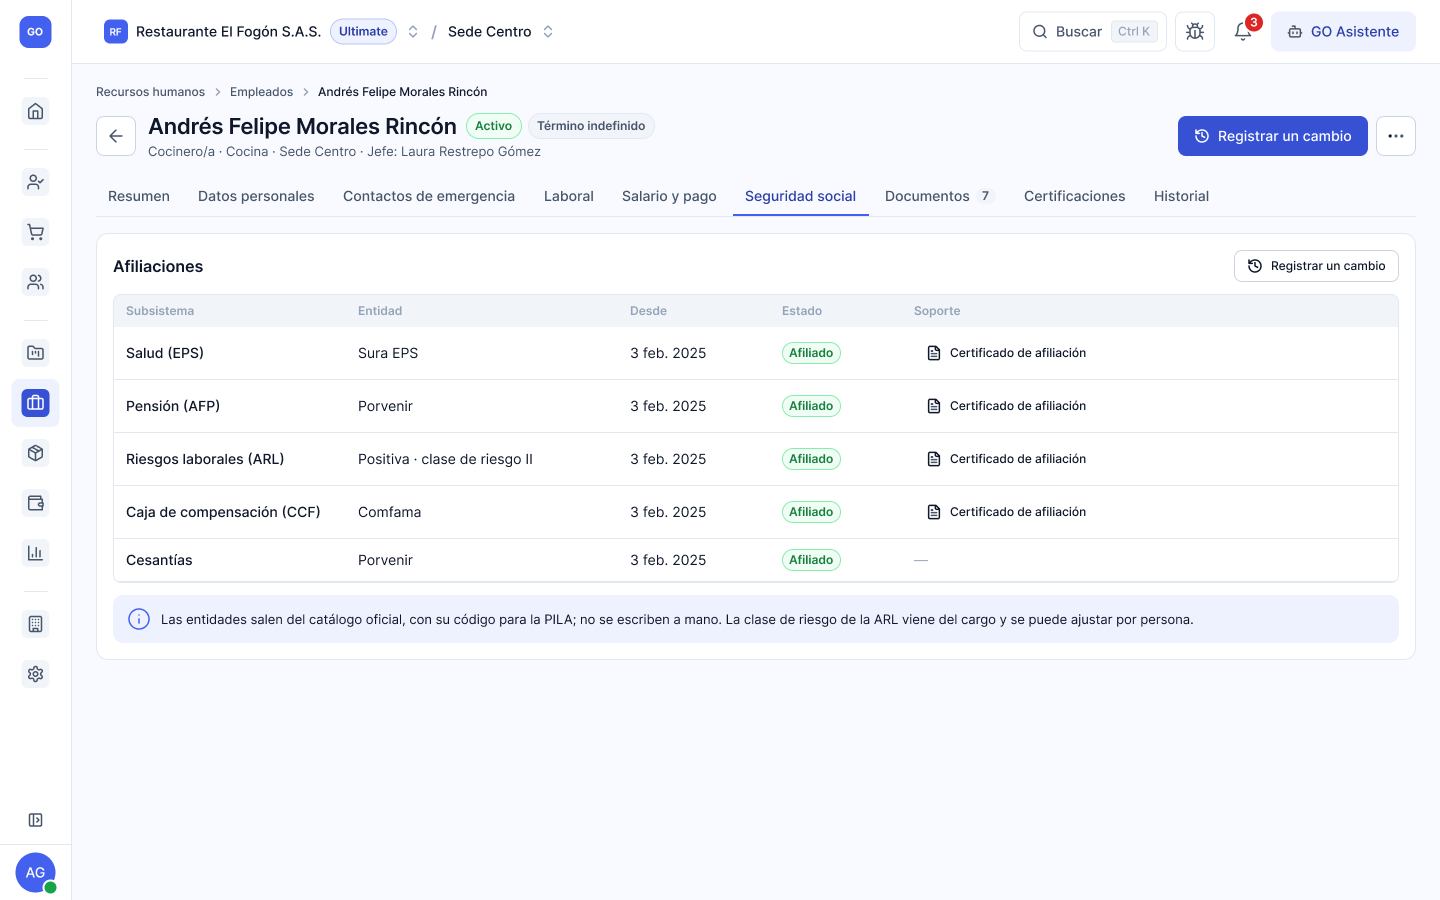 GO
RF Restaurante El Fogón S.A.S. Ultimate / Sede Centro
Buscar Ctrl K
3
GO Asistente
Recursos humanos > Empleados > Andrés Felipe Morales Rincón
Andrés Felipe Morales Rincón Activo Término indefinido
Cocinero/a · Cocina · Sede Centro · Jefe: Laura Restrepo Gómez
Registrar un cambio
Resumen Datos personales Contactos de emergencia Laboral Salario y pago Seguridad social Documentos 7 Certificaciones Historial
Afiliaciones
Registrar un cambio
Subsistema Entidad Desde Estado Soporte
Salud (EPS) Sura EPS 3 feb. 2025 Afiliado Certificado de afiliación
Pensión (AFP) Porvenir 3 feb. 2025 Afiliado Certificado de afiliación
Riesgos laborales (ARL) Positiva · clase de riesgo II 3 feb. 2025 Afiliado Certificado de afiliación
Caja de compensación (CCF) Comfama 3 feb. 2025 Afiliado Certificado de afiliación
Cesantías Porvenir 3 feb. 2025 Afiliado —
Las entidades salen del catálogo oficial, con su código para la PILA; no se escriben a mano. La clase de riesgo de la ARL viene del cargo y se puede ajustar por persona.
AG